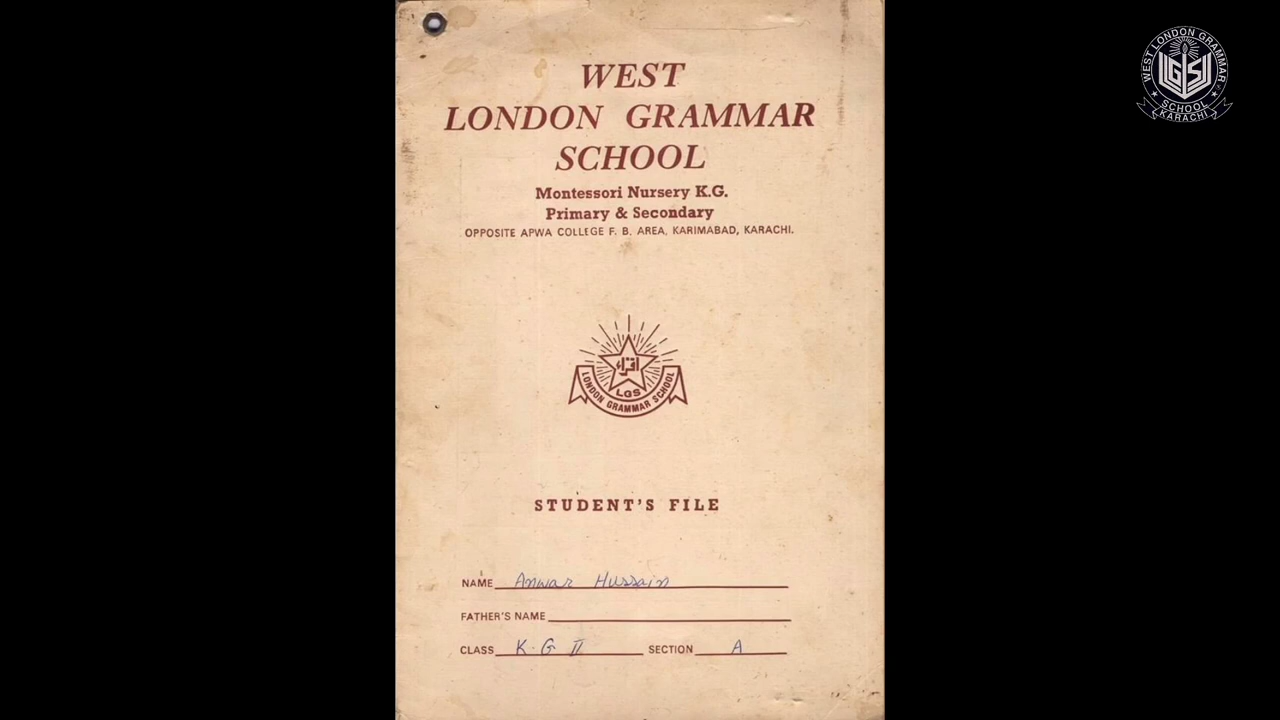 WEST
LONDON GRAMMAR
SCHOOL
Montessori Nursery K.G.
Primary & Secondary
OPPOSITE APWA COLLEGE F. B. AREA, KARIMABAD, KARACHI.
اقراء
LGS
LONDON GRAMMAR SCHOOL
STUDENT'S FILE
NAME Anwar Hussain
FATHER'S NAME
CLASS K.G II SECTION A
WEST LONDON GRAMMAR
LGS
SCHOOL
KARACHI